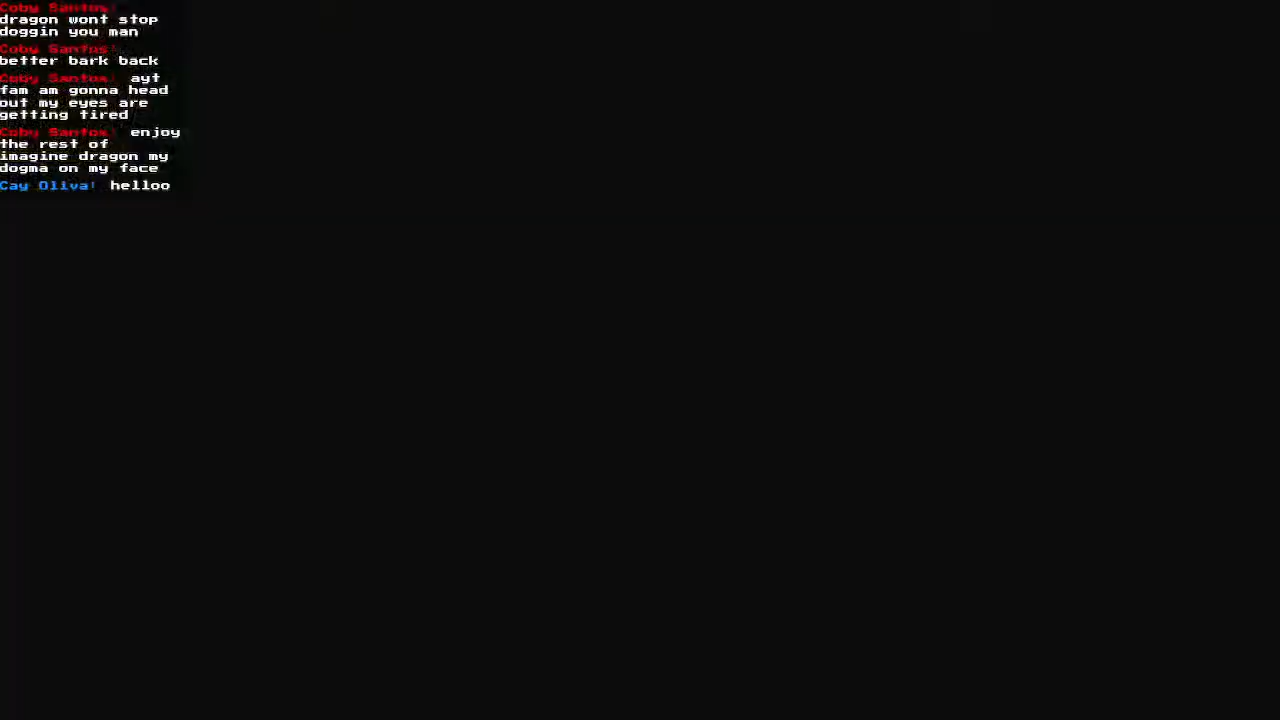 Coby Santos:
dragon wont stop
doggin you man
Coby Santos:
better bark back
Coby Santos: ayt
fam am gonna head
out my eyes are
getting tired
Coby Santos: enjoy
the rest of
imagine dragon my
dogma on my face
Cay Oliva: helloo